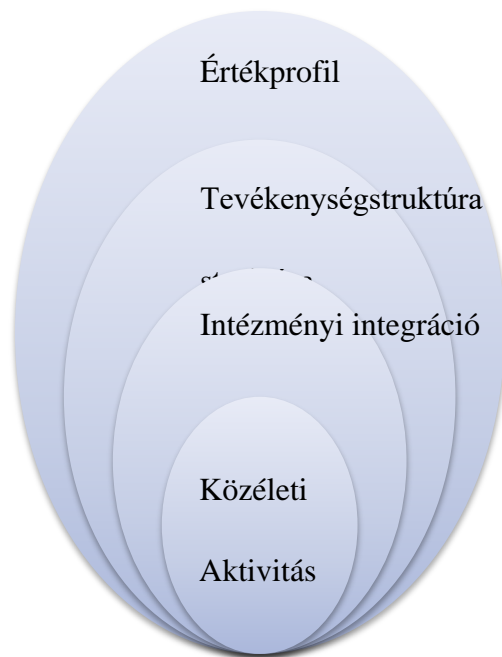 Értékprofil
Tevékenységstruktúra
Intézményi integráció
Közéleti
Aktivitás